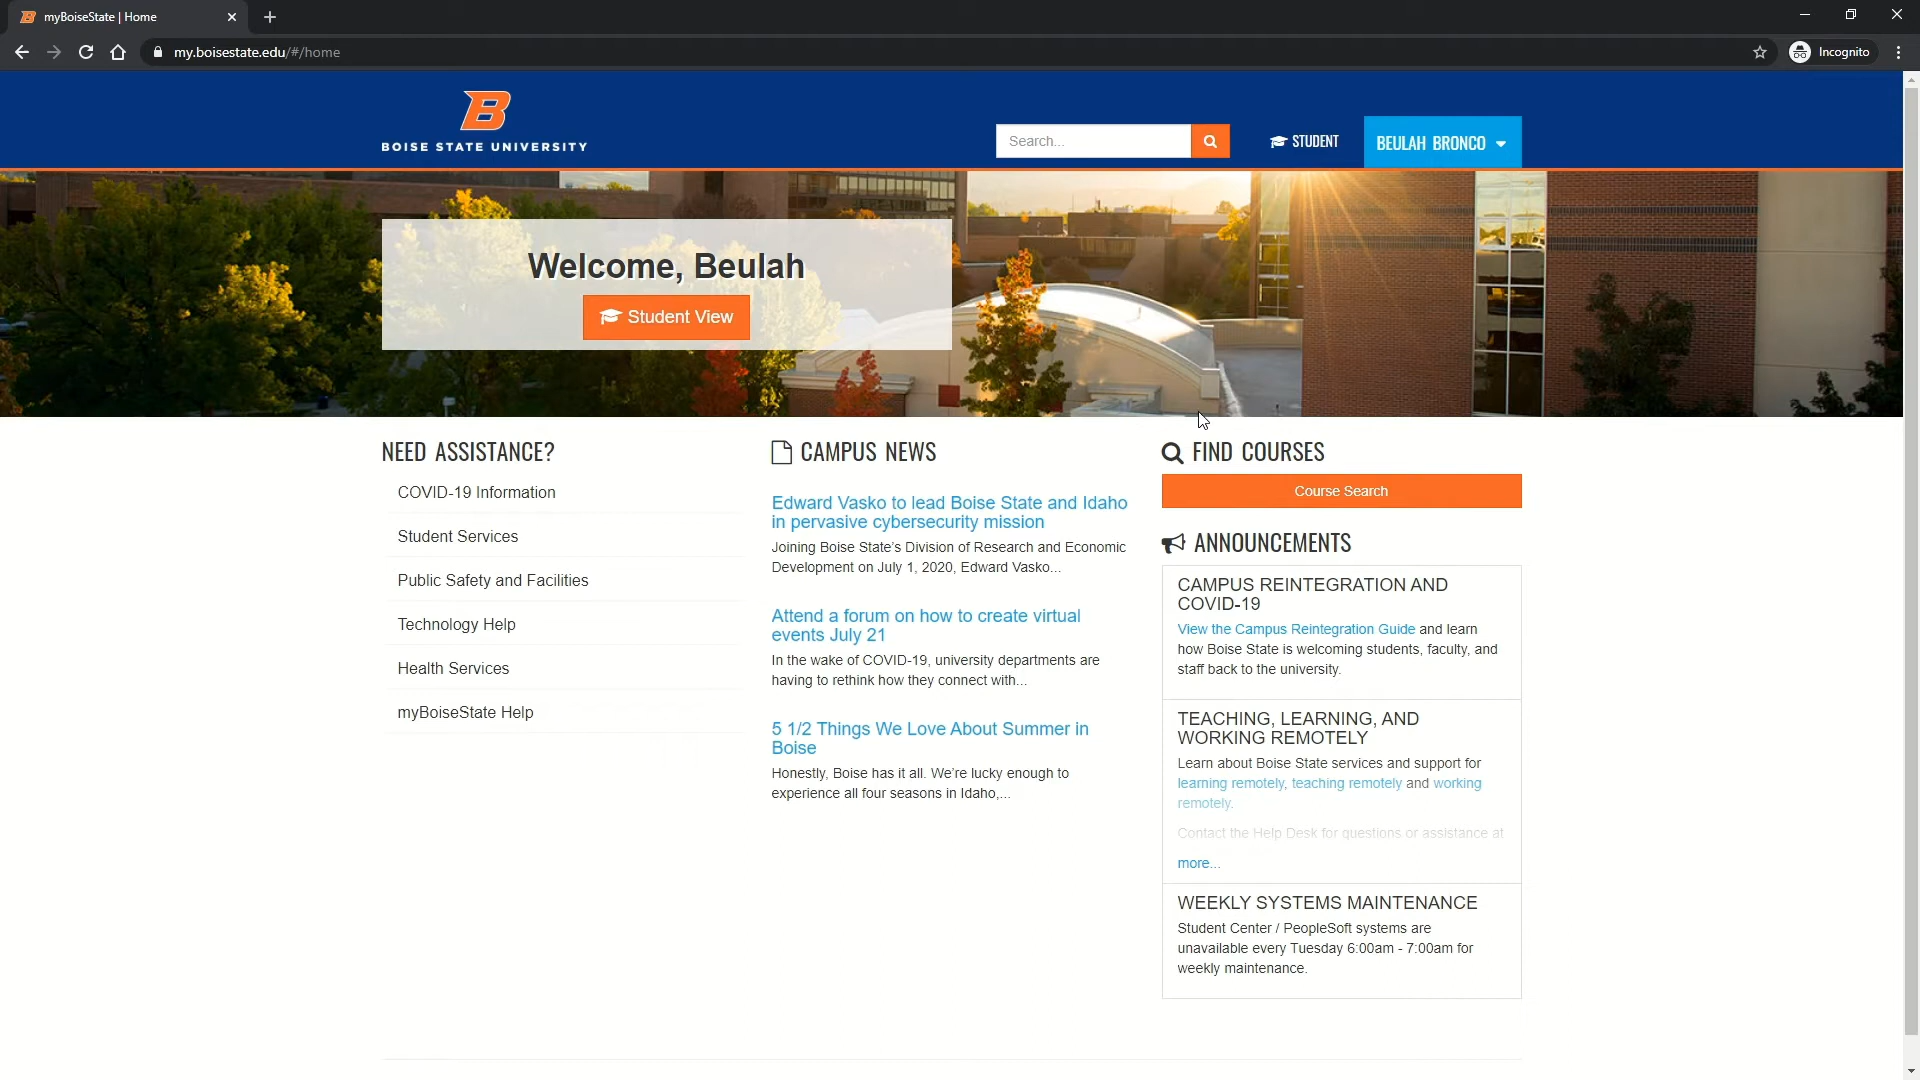 myBoiseState | Home
my.boisestate.edu/#/home
Incognito
B
BOISE STATE UNIVERSITY
Search...
STUDENT
BEULAH BRONCO
Welcome, Beulah
Student View
NEED ASSISTANCE?
COVID-19 Information
Student Services
Public Safety and Facilities
Technology Help
Health Services
myBoiseState Help
CAMPUS NEWS
Edward Vasko to lead Boise State and Idaho
in pervasive cybersecurity mission
Joining Boise State's Division of Research and Economic
Development on July 1, 2020, Edward Vasko...
Attend a forum on how to create virtual
events July 21
In the wake of COVID-19, university departments are
having to rethink how they connect with...
5 1/2 Things We Love About Summer in
Boise
Honestly, Boise has it all. We're lucky enough to
experience all four seasons in Idaho,...
FIND COURSES
Course Search
ANNOUNCEMENTS
CAMPUS REINTEGRATION AND
COVID-19
View the Campus Reintegration Guide and learn
how Boise State is welcoming students, faculty, and
staff back to the university.
TEACHING, LEARNING, AND
WORKING REMOTELY
Learn about Boise State services and support for
learning remotely, teaching remotely and working
remotely.
Contact the Help Desk for questions or assistance at
more...
WEEKLY SYSTEMS MAINTENANCE
Student Center / PeopleSoft systems are
unavailable every Tuesday 6:00am - 7:00am for
weekly maintenance.